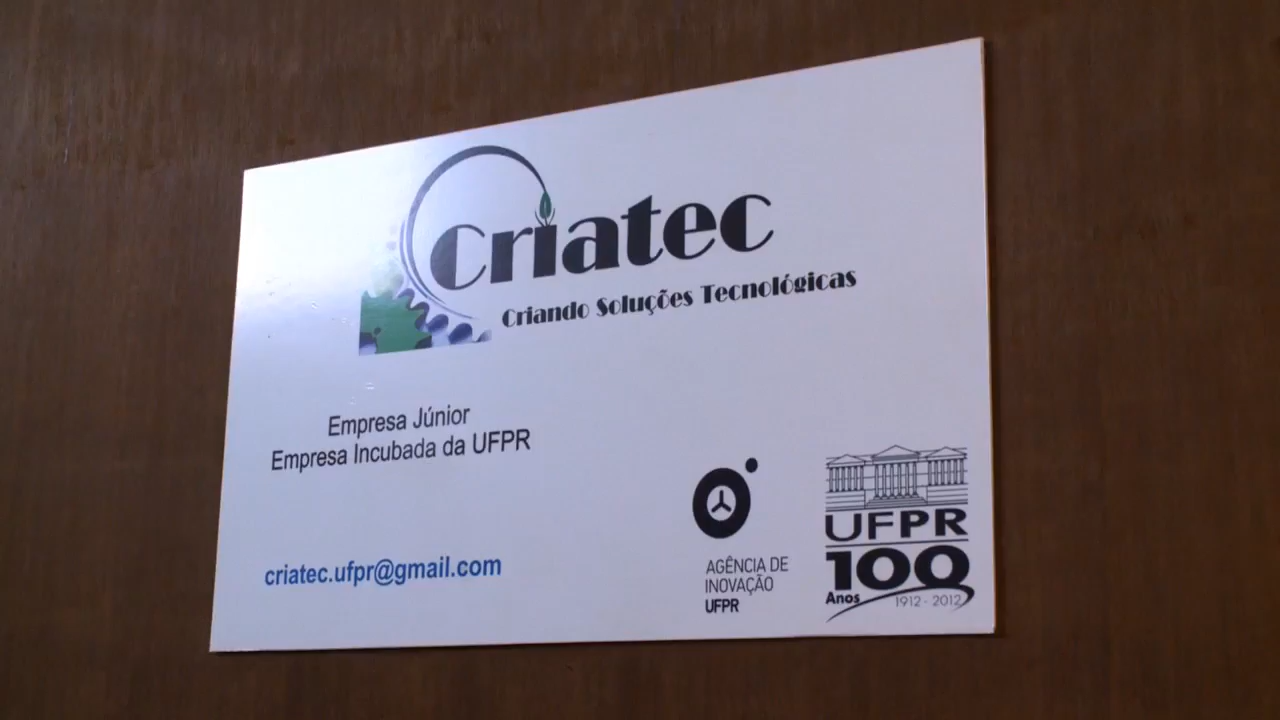 Criatec
Criando Soluções Tecnológicas
Empresa Júnior
Empresa Incubada da UFPR
criatec.ufpr@gmail.com
AGÊNCIA DE
INOVAÇÃO
UFPR
UFPR
100
Anos
1912 - 2012